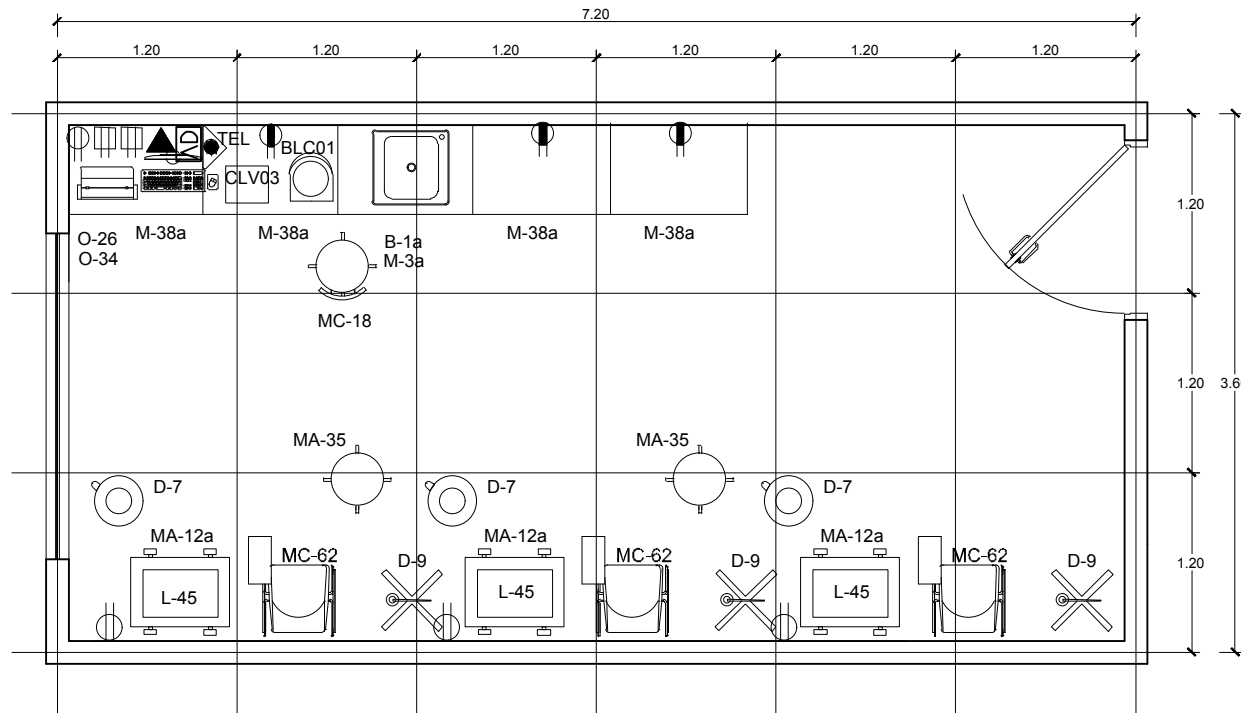 7.20
1.20 1.20 1.20 1.20 1.20 1.20
TEL
BLC01
CLV03
O-26
O-34
M-38a M-38a M-38a M-38a
B-1a
M-3a
MC-18
1.20
1.20
3.6
1.20
MA-35 MA-35
D-7 D-7 D-7
MA-12a MA-12a MA-12a
MC-62 MC-62 MC-62
D-9 D-9 D-9
L-45 L-45 L-45